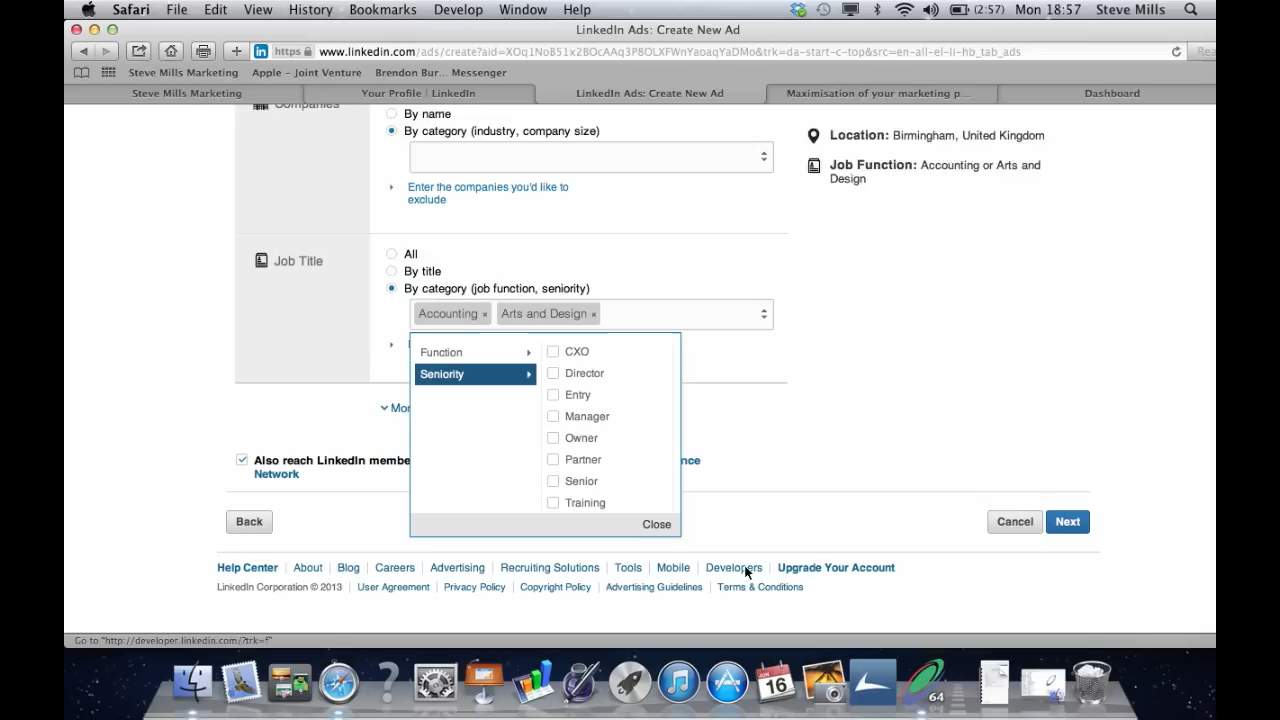 Safari File Edit View History Bookmarks Develop Window Help (2:57) Mon 18:57 Steve Mills
LinkedIn Ads: Create New Ad
https www.linkedin.com/ads/create?aid=XOq1NoB51x2BOcAAq3P8OLXFWnYaoaqYaDMo&trk=da-start-c-top&src=en-all-el-li-hb_tab_ads
Steve Mills Marketing Apple – Joint Venture Brendon Bur... Messenger
Steve Mills Marketing Your Profile | LinkedIn LinkedIn Ads: Create New Ad Maximisation of your marketing p... Dashboard
Companies
By name
By category (industry, company size)
Enter the companies you'd like to
exclude
Location: Birmingham, United Kingdom
Job Function: Accounting or Arts and
Design
Job Title
All
By title
By category (job function, seniority)
Accounting × Arts and Design ×
Function
Seniority
CXO
Director
Entry
Manager
Owner
Partner
Senior
Training
Close
Mor
Also reach LinkedIn membe nce
Network
Back Cancel Next
Help Center About Blog Careers Advertising Recruiting Solutions Tools Mobile Developers Upgrade Your Account
LinkedIn Corporation © 2013 User Agreement Privacy Policy Copyright Policy Advertising Guidelines Terms & Conditions
Go to "http://developer.linkedin.com/?trk=f"
JUN
16
64